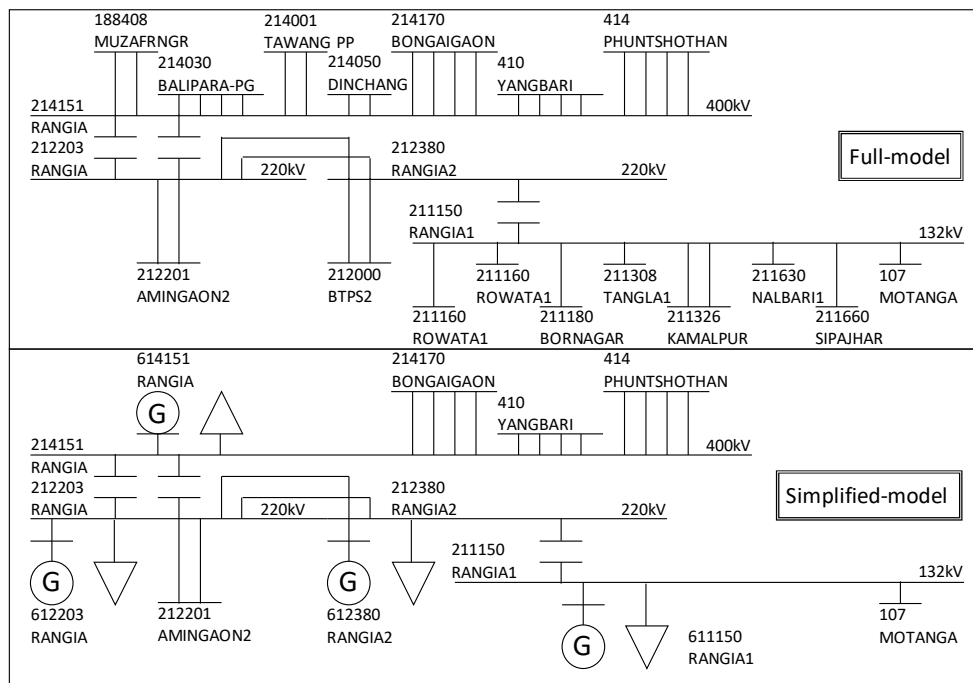 188408
MUZAFRNGR
214030
BALIPARA-PG
214001
TAWANG PP
214050
DINCHANG
214170
BONGAIGAON
410
YANGBARI
414
PHUNTSHOTHAN
214151
RANGIA
400kV
212203
RANGIA
220kV
212380
RANGIA2
220kV
Full-model
211150
RANGIA1
132kV
212201
AMINGAON2
212000
BTPS2
211160
ROWATA1
211160
ROWATA1
211180
BORNAGAR
211308
TANGLA1
211326
KAMALPUR
211630
NALBARI1
211660
SIPAJHAR
107
MOTANGA
614151
RANGIA
G
214170
BONGAIGAON
410
YANGBARI
414
PHUNTSHOTHAN
214151
RANGIA
400kV
212203
RANGIA
220kV
212380
RANGIA2
220kV
Simplified-model
211150
RANGIA1
132kV
G
612203
RANGIA
212201
AMINGAON2
G
612380
RANGIA2
G
611150
RANGIA1
107
MOTANGA